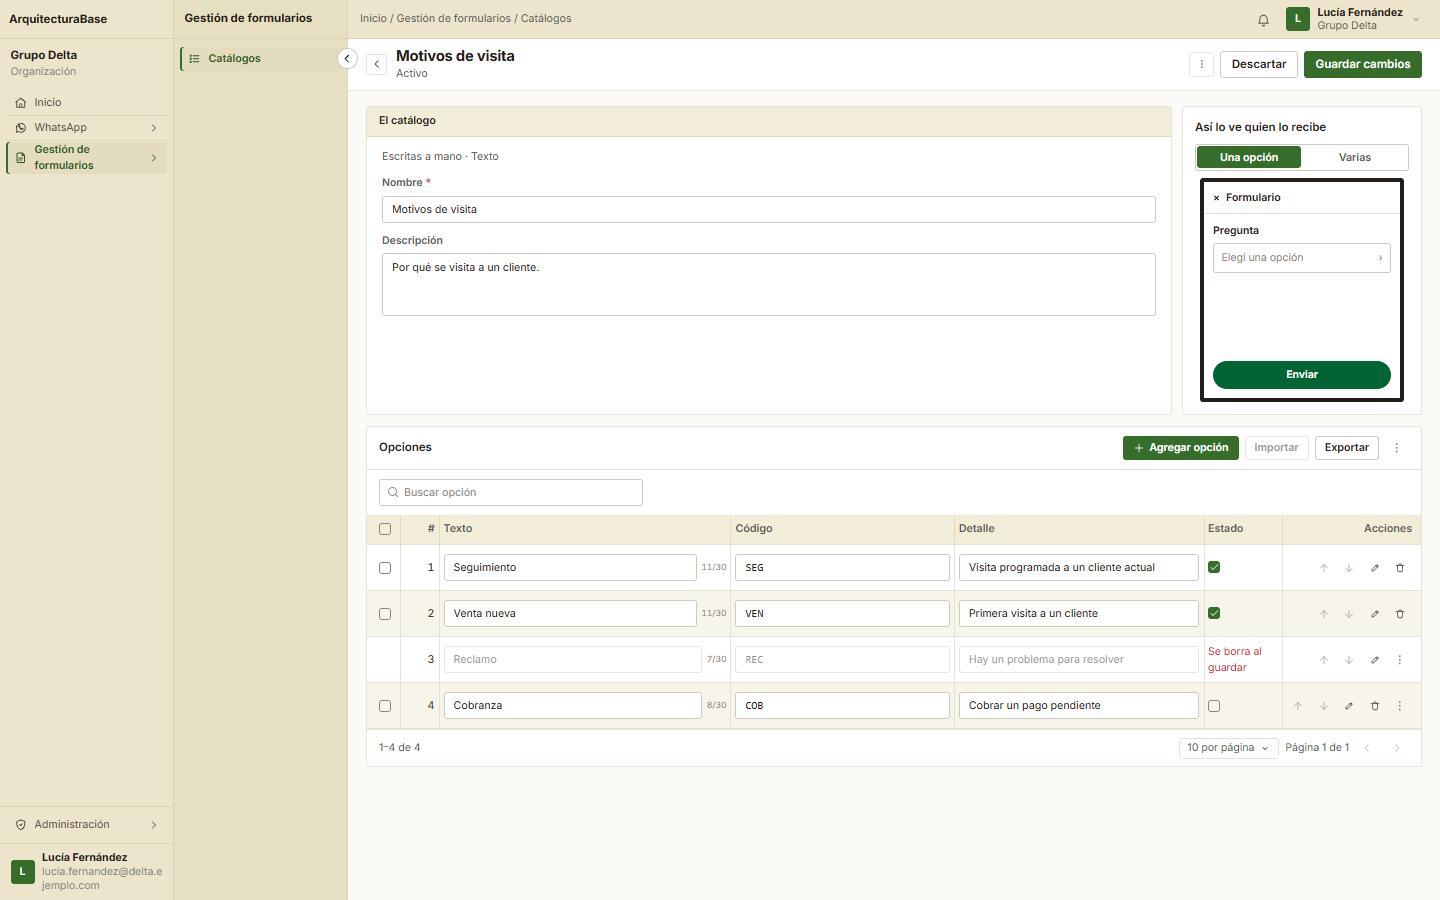 ArquitecturaBase
Grupo Delta
Organización
Inicio
WhatsApp
Gestión de
formularios
Administración
L
Lucía Fernández
lucia.fernandez@delta.e
jemplo.com
Gestión de formularios
Catálogos
Inicio / Gestión de formularios / Catálogos
L
Lucía Fernández
Grupo Delta
Motivos de visita
Activo
Descartar
Guardar cambios
El catálogo
Escritas a mano · Texto
Nombre *
Motivos de visita
Descripción
Por qué se visita a un cliente.
Así lo ve quien lo recibe
Una opción
Varias
× Formulario
Pregunta
Elegí una opción
Enviar
Opciones
Agregar opción
Importar
Exportar
Buscar opción
# Texto Código Detalle Estado Acciones
1 Seguimiento 11/30 SEG Visita programada a un cliente actual
2 Venta nueva 11/30 VEN Primera visita a un cliente
3 Reclamo 7/30 REC Hay un problema para resolver Se borra al
guardar
4 Cobranza 8/30 COB Cobrar un pago pendiente
1–4 de 4
10 por página
Página 1 de 1